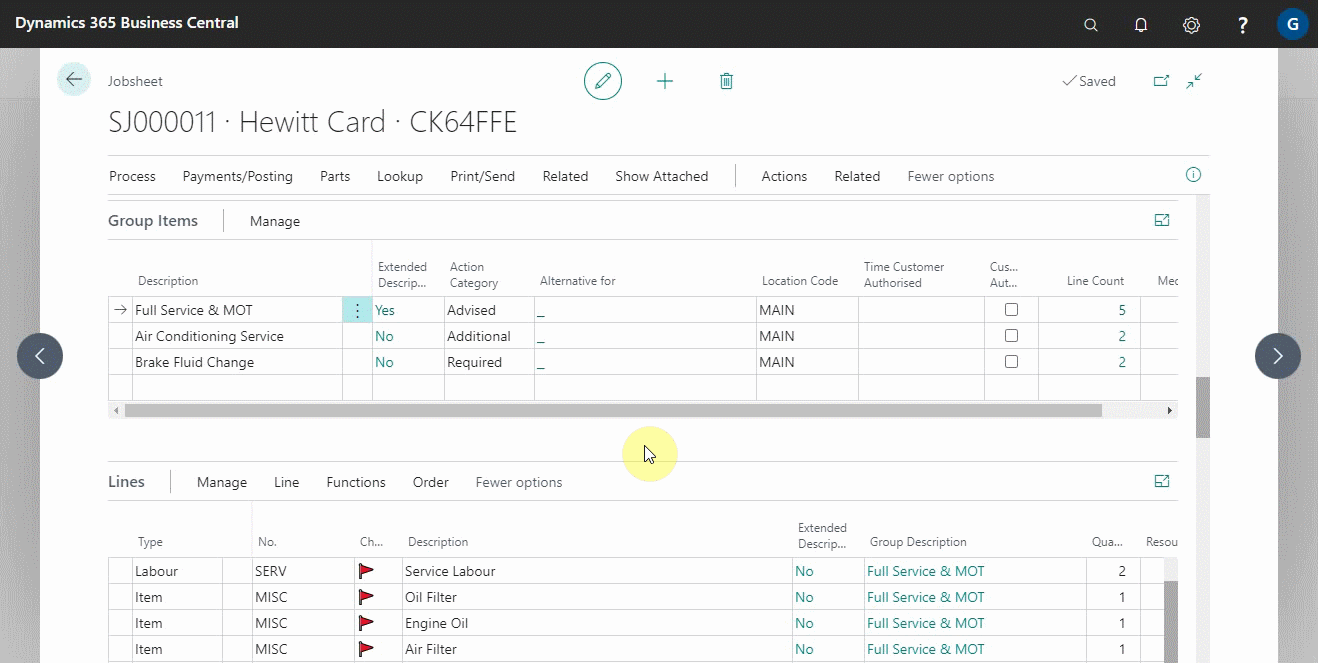 Dynamics 365 Business Central
? G
Jobsheet Saved
SJ000011 · Hewitt Card · CK64FFE
Process Payments/Posting Parts Lookup Print/Send Related Show Attached Actions Related Fewer options
Group Items Manage
Description Extended Descrip... Action Category Alternative for Location Code Time Customer Authorised Cus... Aut... Line Count Mec
Full Service & MOT Yes Advised _ MAIN 5
Air Conditioning Service No Additional _ MAIN 2
Brake Fluid Change No Required _ MAIN 2
Lines Manage Line Functions Order Fewer options
Type No. Ch... Description Extended Descrip... Group Description Qua... Resou
Labour SERV Service Labour No Full Service & MOT 2
Item MISC Oil Filter No Full Service & MOT 1
Item MISC Engine Oil No Full Service & MOT 1
Item MISC Air Filter No Full Service & MOT 1